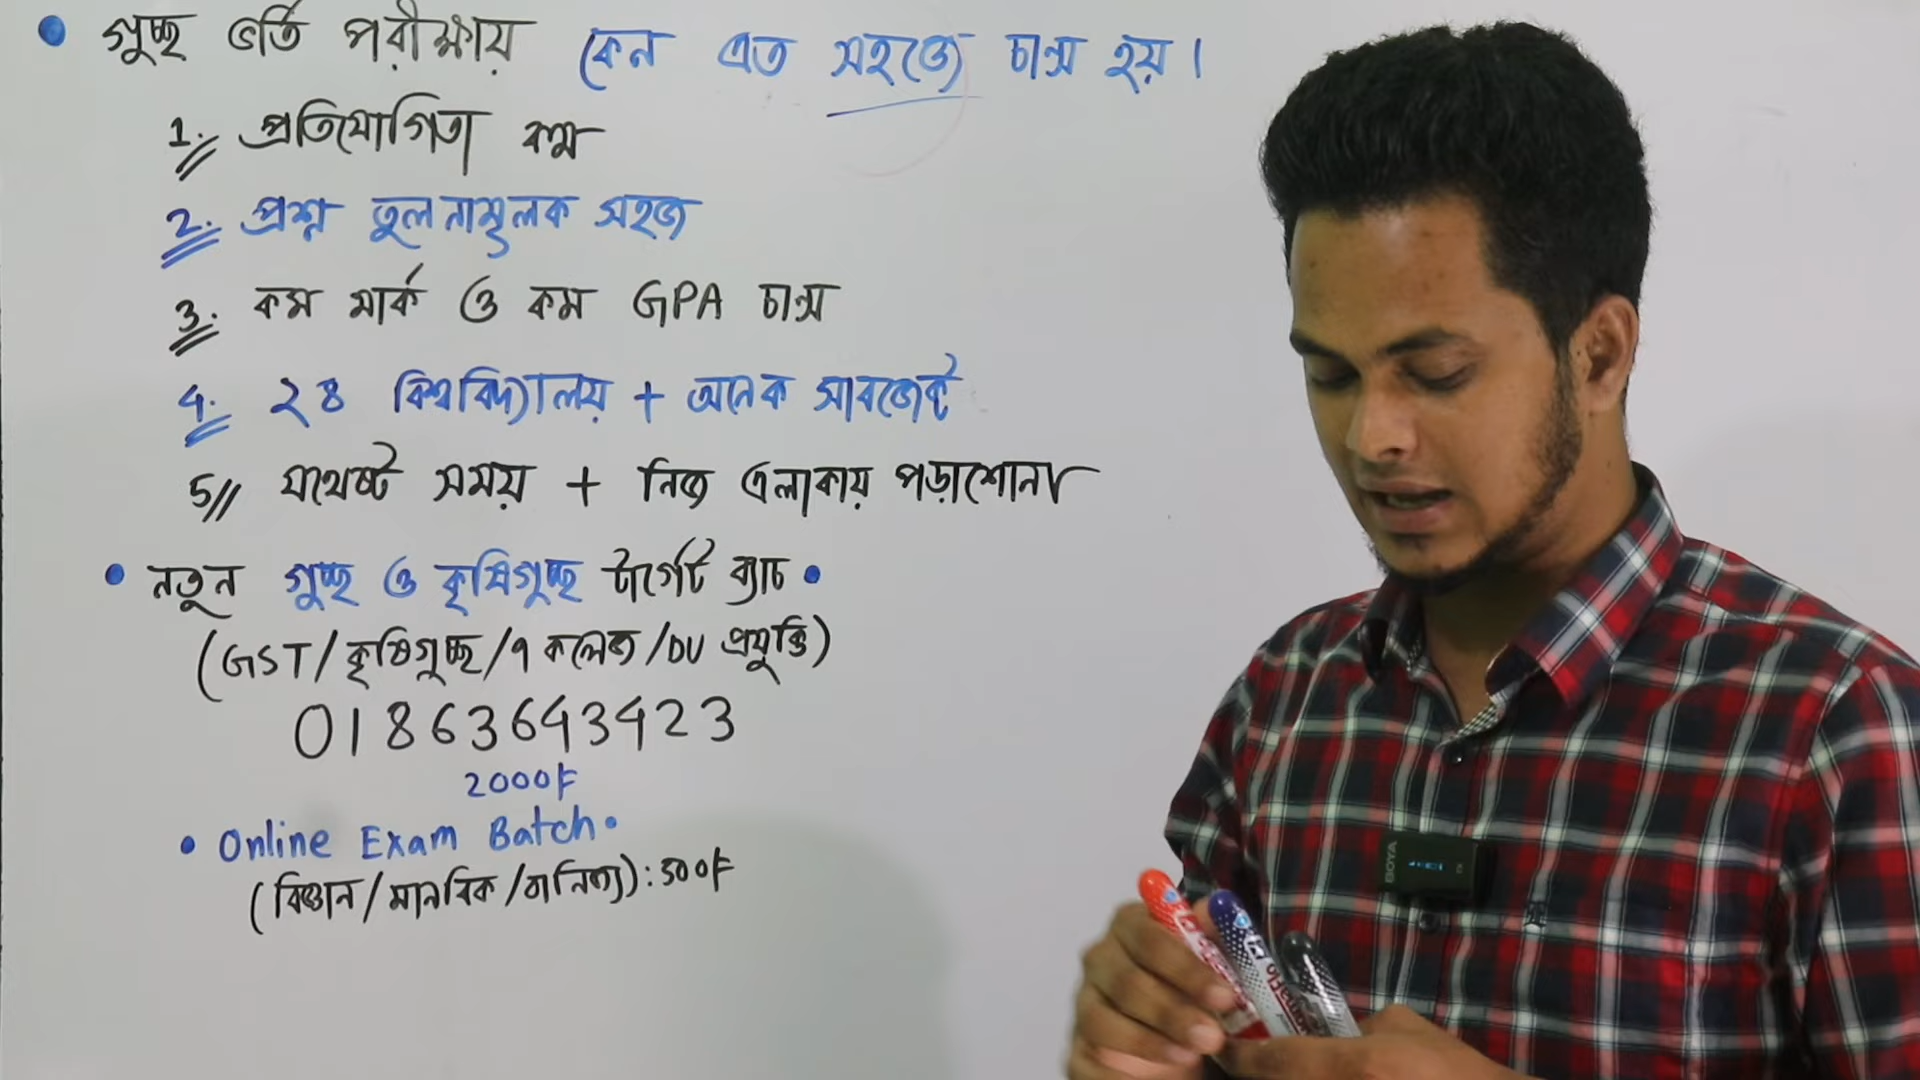 • গুচ্ছ ভর্তি পরীক্ষায় কেন এত সহজে চান্স হয়।
1. প্রতিযোগিতা কম
2. প্রশ্ন তুলনামূলক সহজ
3. কম মার্ক ও কম GPA চান্স
4. ২৪ বিশ্ববিদ্যালয় + অনেক সাবজেক্ট
5// যথেষ্ট সময় + নিজ এলাকায় পড়াশোনা
• নতুন গুচ্ছ ও কৃষিগুচ্ছ টার্গেট ব্যাচ •
(GST/কৃষিগুচ্ছ/৭ কলেজ/DU প্রযুক্তি)
01863643423
2000৳
• Online Exam Batch •
(বিজ্ঞান/মানবিক/বানিজ্য): 500৳
BOYA